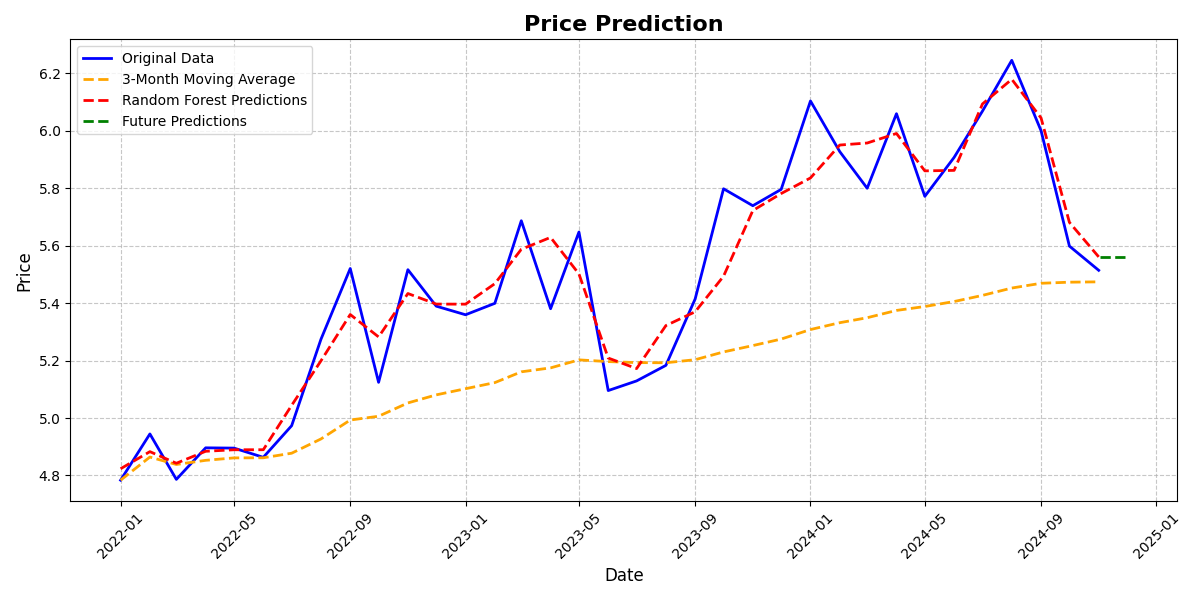 Price Prediction
Original Data
3-Month Moving Average
Random Forest Predictions
Future Predictions
Price
6.2
6.0
5.8
5.6
5.4
5.2
5.0
4.8
2022-01
2022-05
2022-09
2023-01
2023-05
2023-09
2024-01
2024-05
2024-09
2025-01
Date